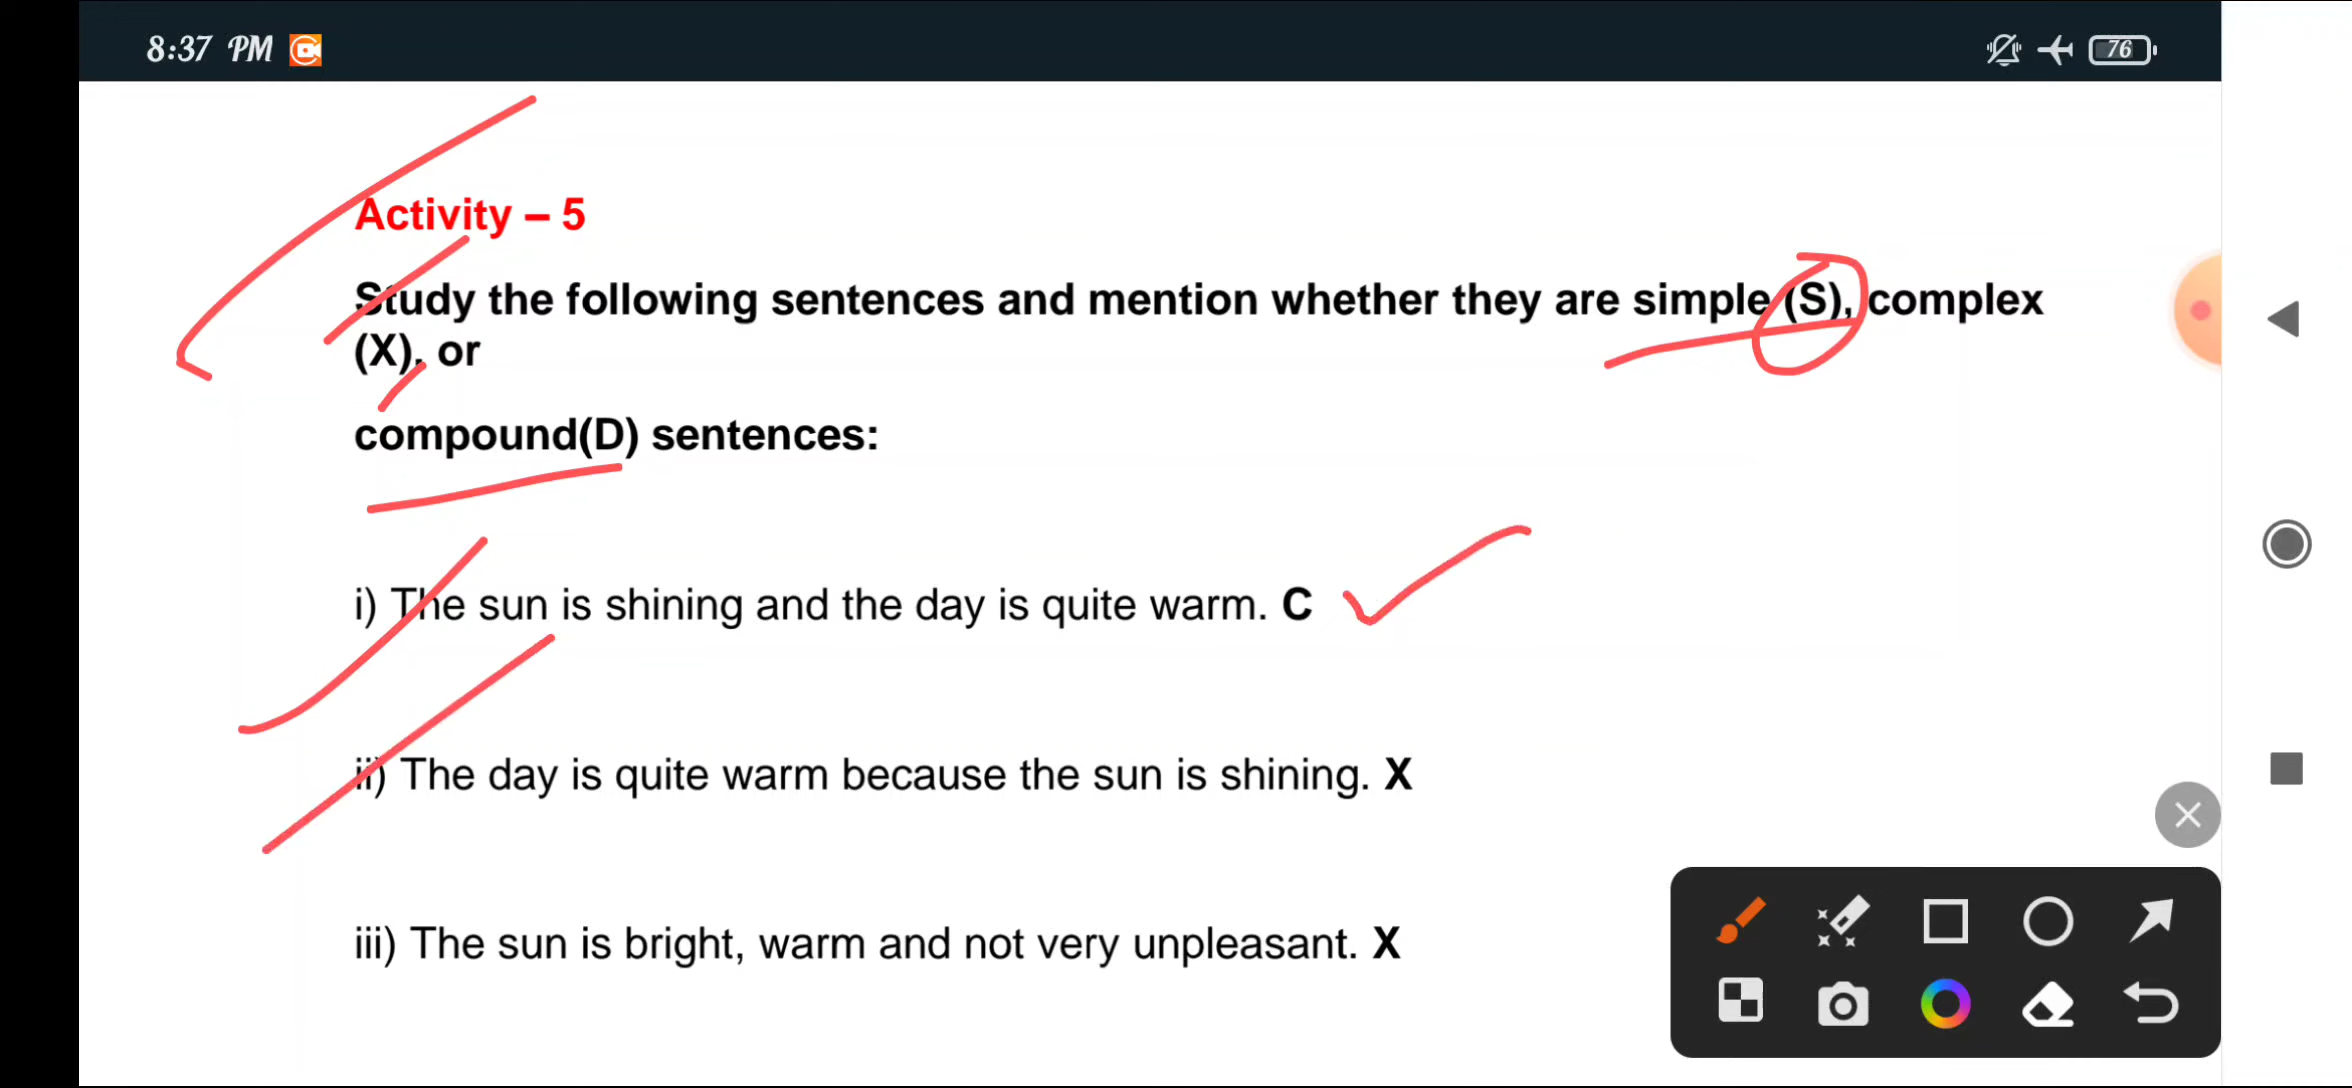 8:37 PM
76
Activity – 5
Study the following sentences and mention whether they are simple (S), complex
(X), or
compound(D) sentences:
i) The sun is shining and the day is quite warm. C
ii) The day is quite warm because the sun is shining. X
iii) The sun is bright, warm and not very unpleasant. X